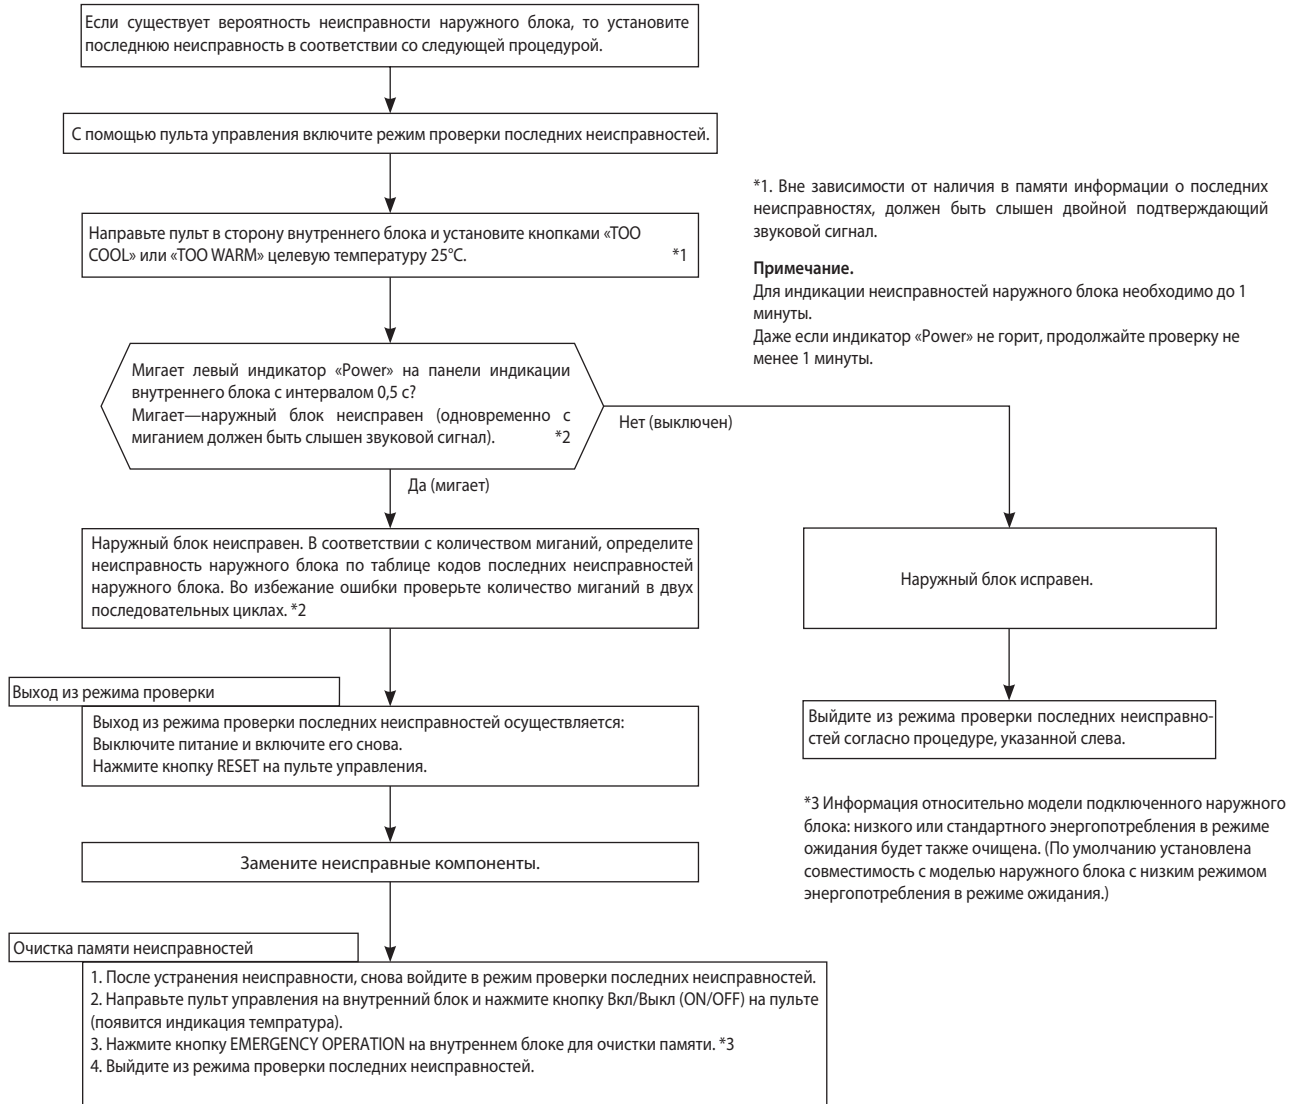 Если существует вероятность неисправности наружного блока, то установите
последнюю неисправность в соответствии со следующей процедурой.
С помощью пульта управления включите режим проверки последних неисправностей.
Направьте пульт в сторону внутреннего блока и установите кнопками «TOO
COOL» или «TOO WARM» целевую температуру 25°C. *1
*1. Вне зависимости от наличия в памяти информации о последних
неисправностях, должен быть слышен двойной подтверждающий
звуковой сигнал.
Примечание.
Для индикации неисправностей наружного блока необходимо до 1
минуты.
Даже если индикатор «Power» не горит, продолжайте проверку не
менее 1 минуты.
Мигает левый индикатор «Power» на панели индикации
внутреннего блока с интервалом 0,5 с?
Мигает—наружный блок неисправен (одновременно с
миганием должен быть слышен звуковой сигнал). *2
Нет (выключен)
Да (мигает)
Наружный блок неисправен. В соответствии с количеством миганий, определите
неисправность наружного блока по таблице кодов последних неисправностей
наружного блока. Во избежание ошибки проверьте количество миганий в двух
последовательных циклах. *2
Наружный блок исправен.
Выход из режима проверки
Выход из режима проверки последних неисправностей осуществляется:
Выключите питание и включите его снова.
Нажмите кнопку RESET на пульте управления.
Выйдите из режима проверки последних неисправно-
стей согласно процедуре, указанной слева.
*3 Информация относительно модели подключенного наружного
блока: низкого или стандартного энергопотребления в режиме
ожидания будет также очищена. (По умолчанию установлена
совместимость с моделью наружного блока с низким режимом
энергопотребления в режиме ожидания.)
Замените неисправные компоненты.
Очистка памяти неисправностей
1. После устранения неисправности, снова войдите в режим проверки последних неисправностей.
2. Направьте пульт управления на внутренний блок и нажмите кнопку Вкл/Выкл (ON/OFF) на пульте
(появится индикация темпратура).
3. Нажмите кнопку EMERGENCY OPERATION на внутреннем блоке для очистки памяти. *3
4. Выйдите из режима проверки последних неисправностей.